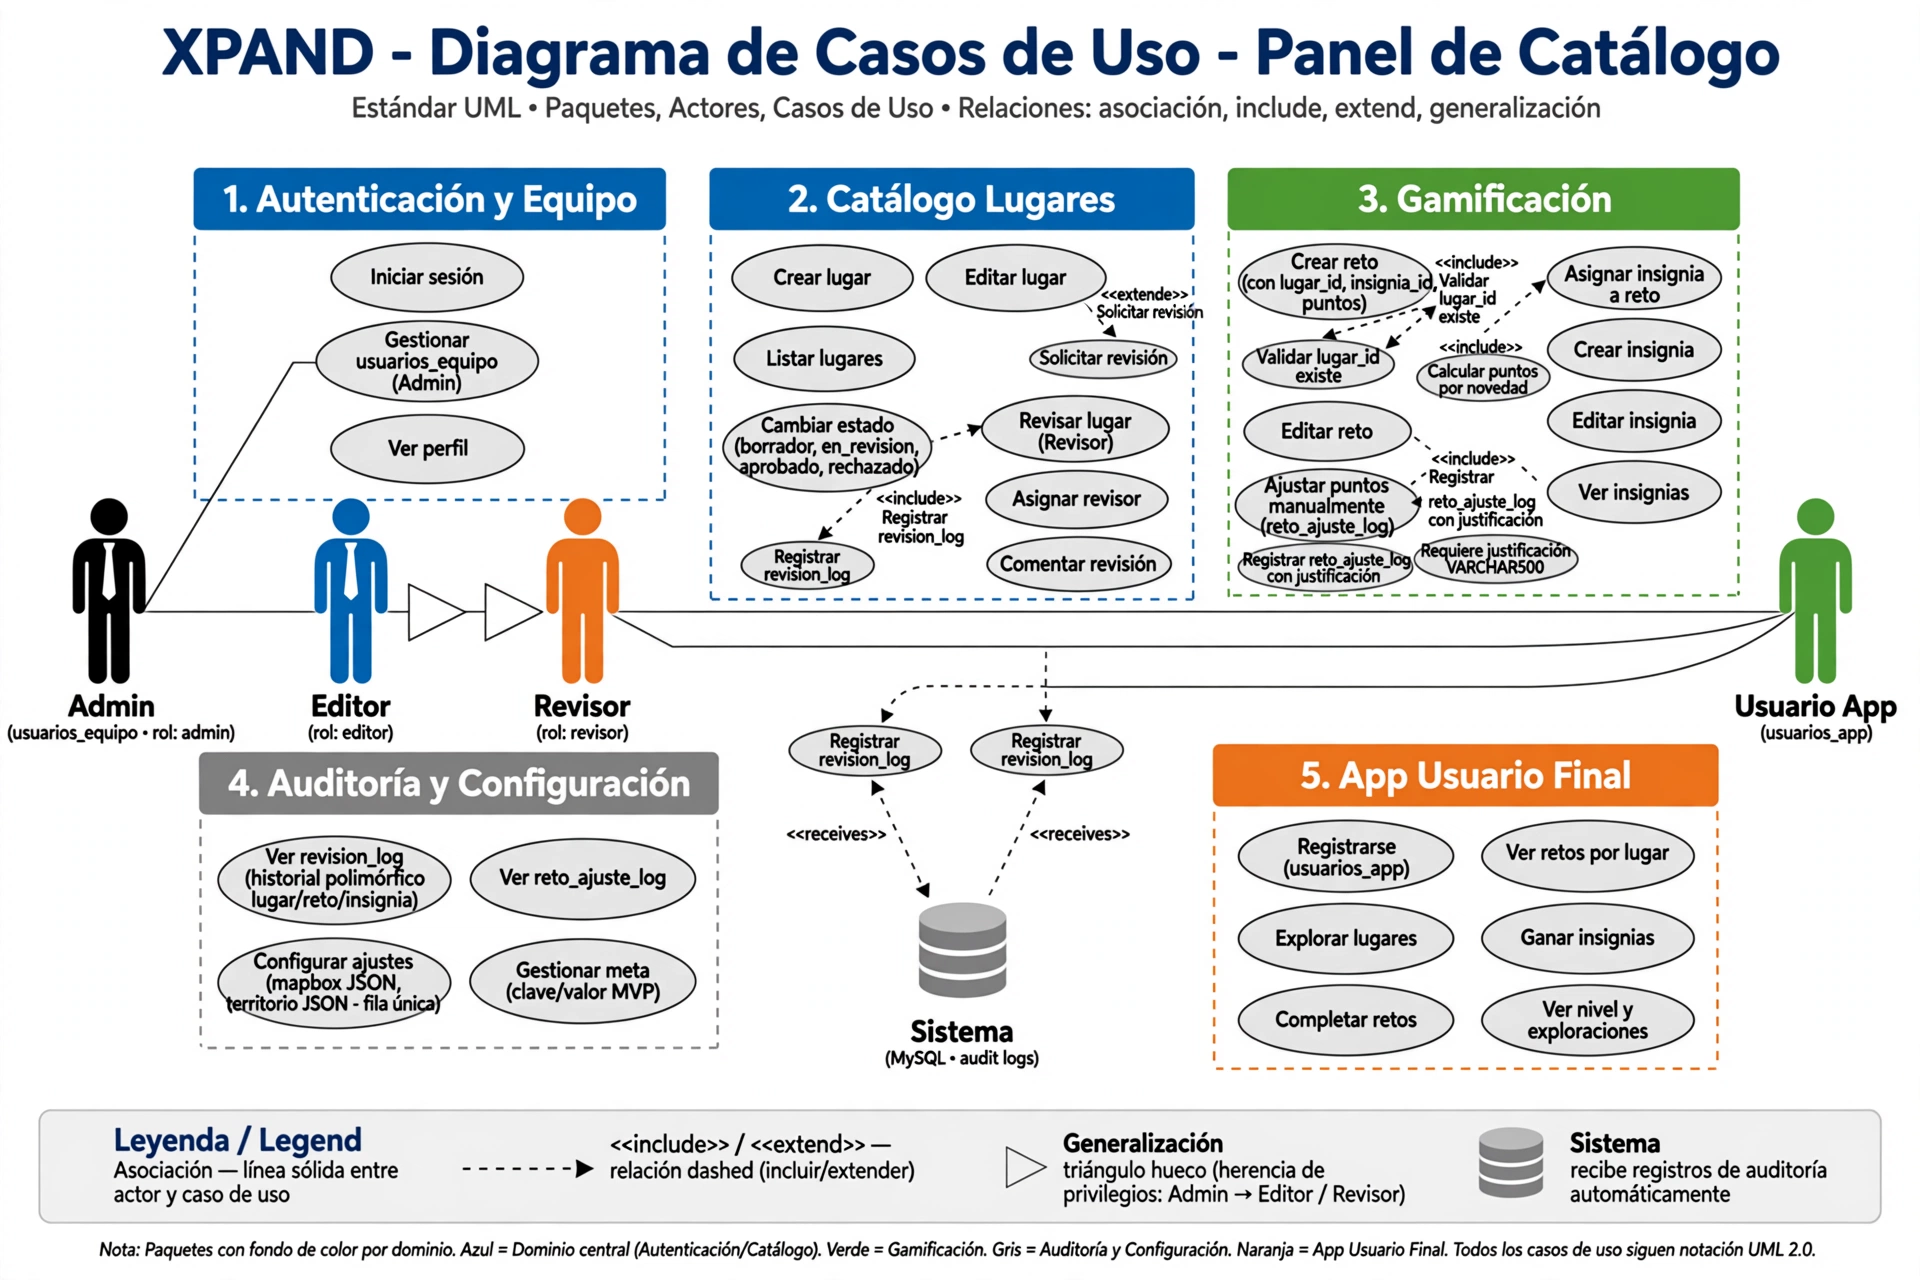 XPAND - Diagrama de Casos de Uso - Panel de Catálogo
Estándar UML • Paquetes, Actores, Casos de Uso • Relaciones: asociación, include, extend, generalización
1. Autenticación y Equipo
Iniciar sesión
Gestionar
usuarios_equipo
(Admin)
Ver perfil
2. Catálogo Lugares
Crear lugar
Editar lugar
<<extende>>
Solicitar revisión
Listar lugares
Solicitar revisión
Cambiar estado
(borrador, en_revision,
aprobado, rechazado)
Revisar lugar
(Revisor)
<<include>>
Registrar
revision_log
Asignar revisor
Registrar
revision_log
Comentar revisión
3. Gamificación
Crear reto
(con lugar_id, insignia_id,
puntos)
<<include>>
Validar
lugar_id
existe
Asignar insignia
a reto
Validar lugar_id
existe
<<include>>
Calcular puntos
por novedad
Crear insignia
Editar reto
Editar insignia
<<include>>
Registrar
reto_ajuste_log
con justificación
Ajustar puntos
manualmente
(reto_ajuste_log)
Ver insignias
Registrar reto_ajuste_log
con justificación
Requiere justificación
VARCHAR500
Admin
(usuarios_equipo • rol: admin)
Editor
(rol: editor)
Revisor
(rol: revisor)
Usuario App
(usuarios_app)
Registrar
revision_log
Registrar
revision_log
<<receives>>
<<receives>>
Sistema
(MySQL • audit logs)
4. Auditoría y Configuración
Ver revision_log
(historial polimórfico
lugar/reto/insignia)
Ver reto_ajuste_log
Configurar ajustes
(mapbox JSON,
territorio JSON - fila única)
Gestionar meta
(clave/valor MVP)
5. App Usuario Final
Registrarse
(usuarios_app)
Ver retos por lugar
Explorar lugares
Ganar insignias
Completar retos
Ver nivel y
exploraciones
Leyenda / Legend
Asociación — línea sólida entre
actor y caso de uso
<<include>> / <<extend>> —
relación dashed (incluir/extender)
Generalización
triángulo hueco (herencia de
privilegios: Admin → Editor / Revisor)
Sistema
recibe registros de auditoría
automáticamente
Nota: Paquetes con fondo de color por dominio. Azul = Dominio central (Autenticación/Catálogo). Verde = Gamificación. Gris = Auditoría y Configuración. Naranja = App Usuario Final. Todos los casos de uso siguen notación UML 2.0.